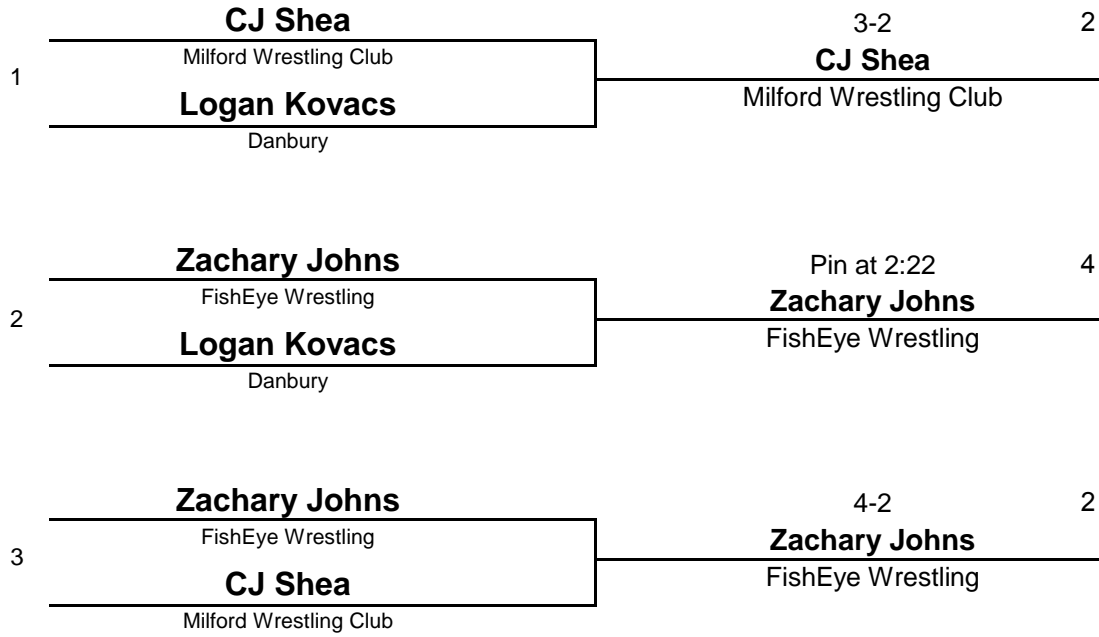 CJ Shea
Milford Wrestling Club
1
Logan Kovacs
Danbury
3-2 2
CJ Shea
Milford Wrestling Club
Zachary Johns
FishEye Wrestling
2
Logan Kovacs
Danbury
Pin at 2:22 4
Zachary Johns
FishEye Wrestling
Zachary Johns
FishEye Wrestling
3
CJ Shea
Milford Wrestling Club
4-2 2
Zachary Johns
FishEye Wrestling